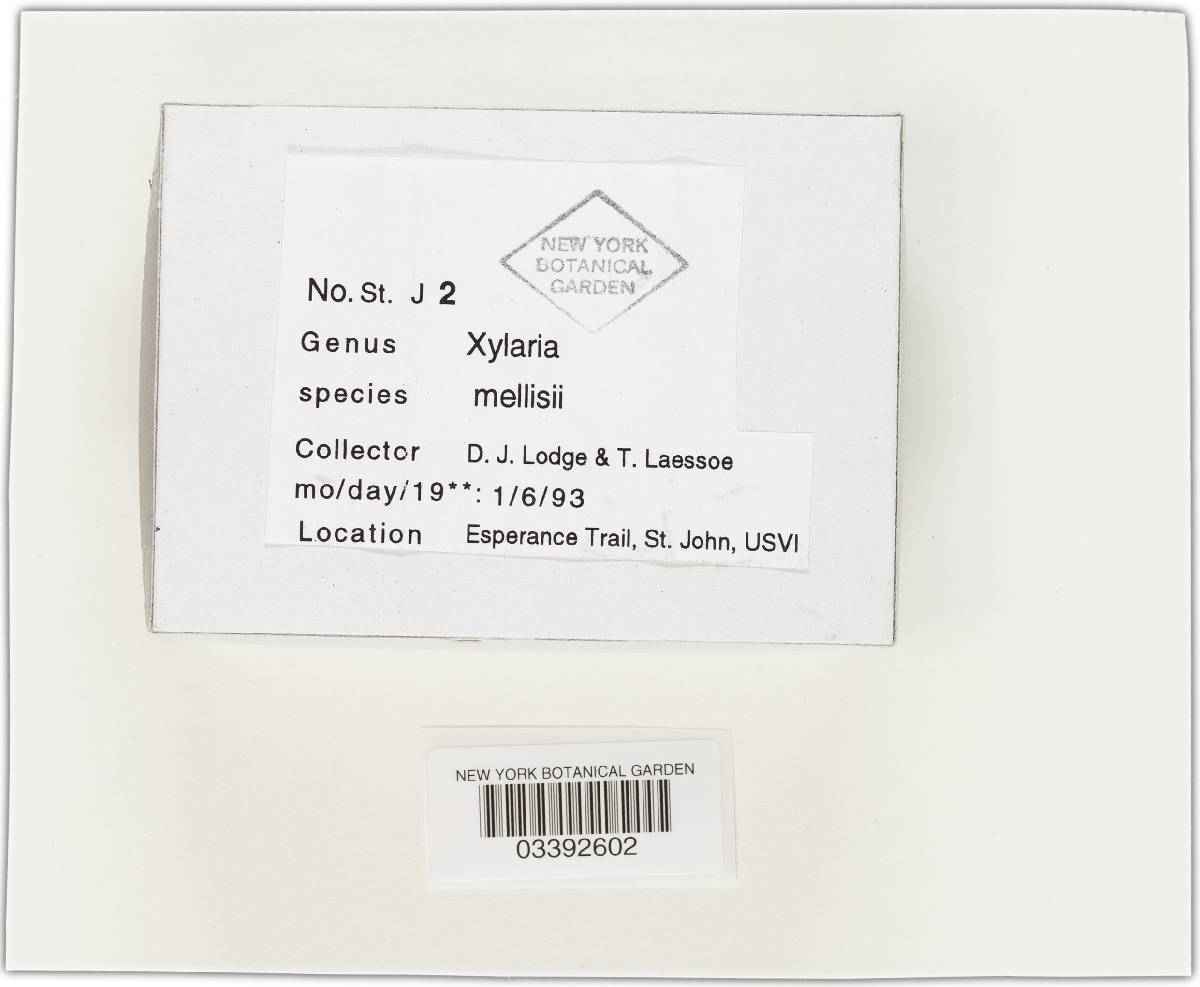 NEW YORK
BOTANICAL
GARDEN
No. St. J 2
Genus Xylaria
species mellisii
Collector D. J. Lodge & T. Laessoe
mo/day/19**: 1/6/93
Location Esperance Trail, St. John, USVI
NEW YORK BOTANICAL GARDEN
03392602